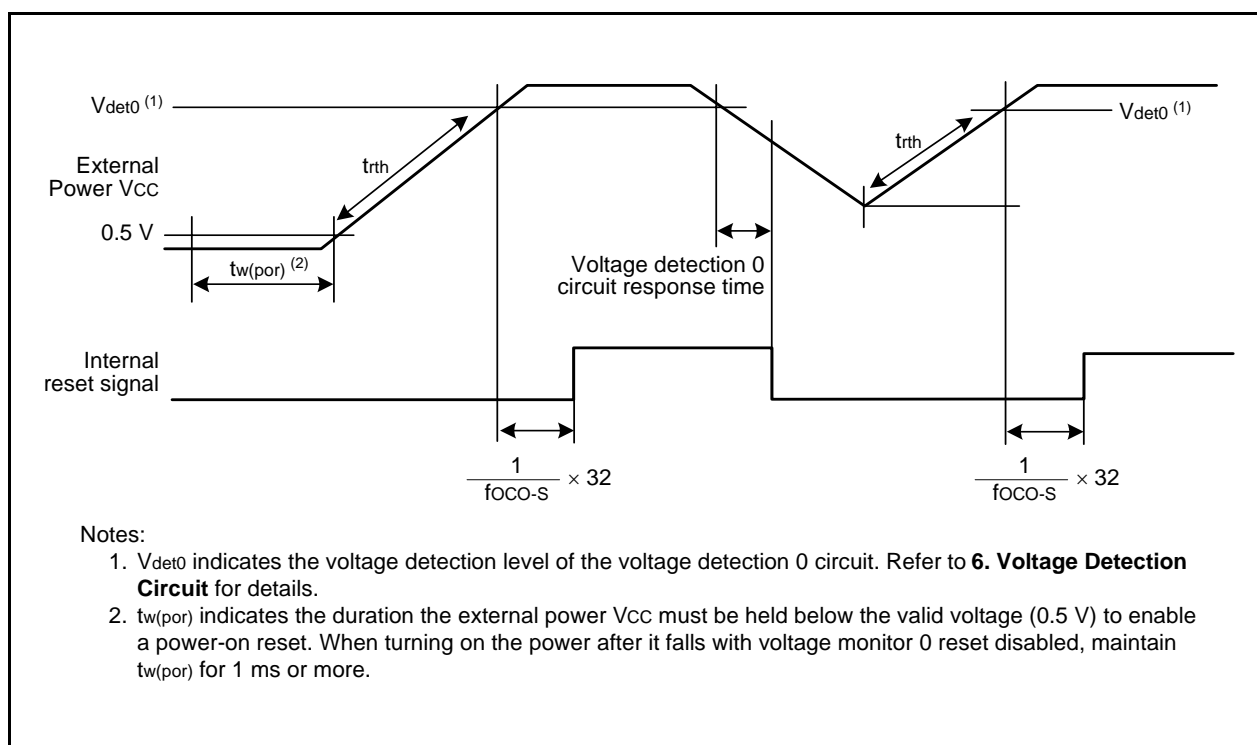 Vdet0 (1)
Vdet0 (1)
trth
trth
External
Power VCC
0.5 V
tw(por) (2)
Voltage detection 0
circuit response time
Internal
reset signal
1
fOCO-S
× 32
1
fOCO-S
× 32
Notes:
1. Vdet0 indicates the voltage detection level of the voltage detection 0 circuit. Refer to 6. Voltage Detection
Circuit for details.
2. tw(por) indicates the duration the external power VCC must be held below the valid voltage (0.5 V) to enable
a power-on reset. When turning on the power after it falls with voltage monitor 0 reset disabled, maintain
tw(por) for 1 ms or more.